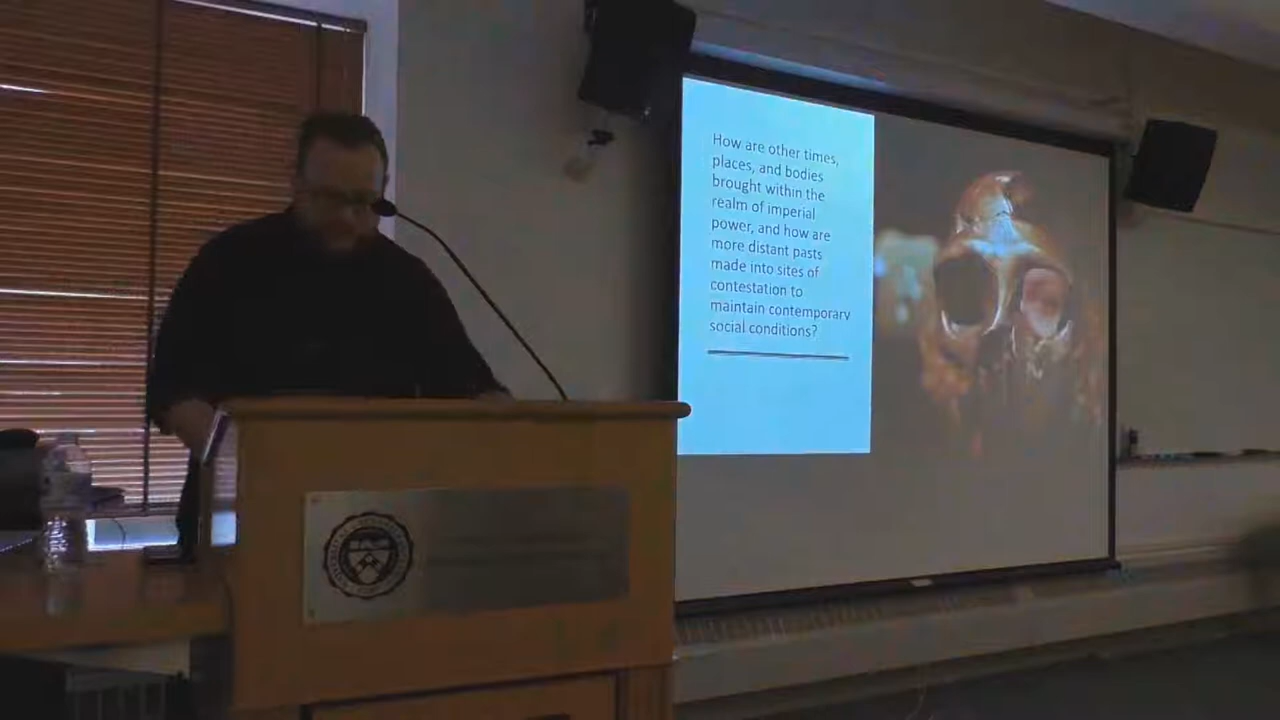 How are other times,
places, and bodies
brought within the
realm of imperial
power, and how are
more distant pasts
made into sites of
contestation to
maintain contemporary
social conditions?